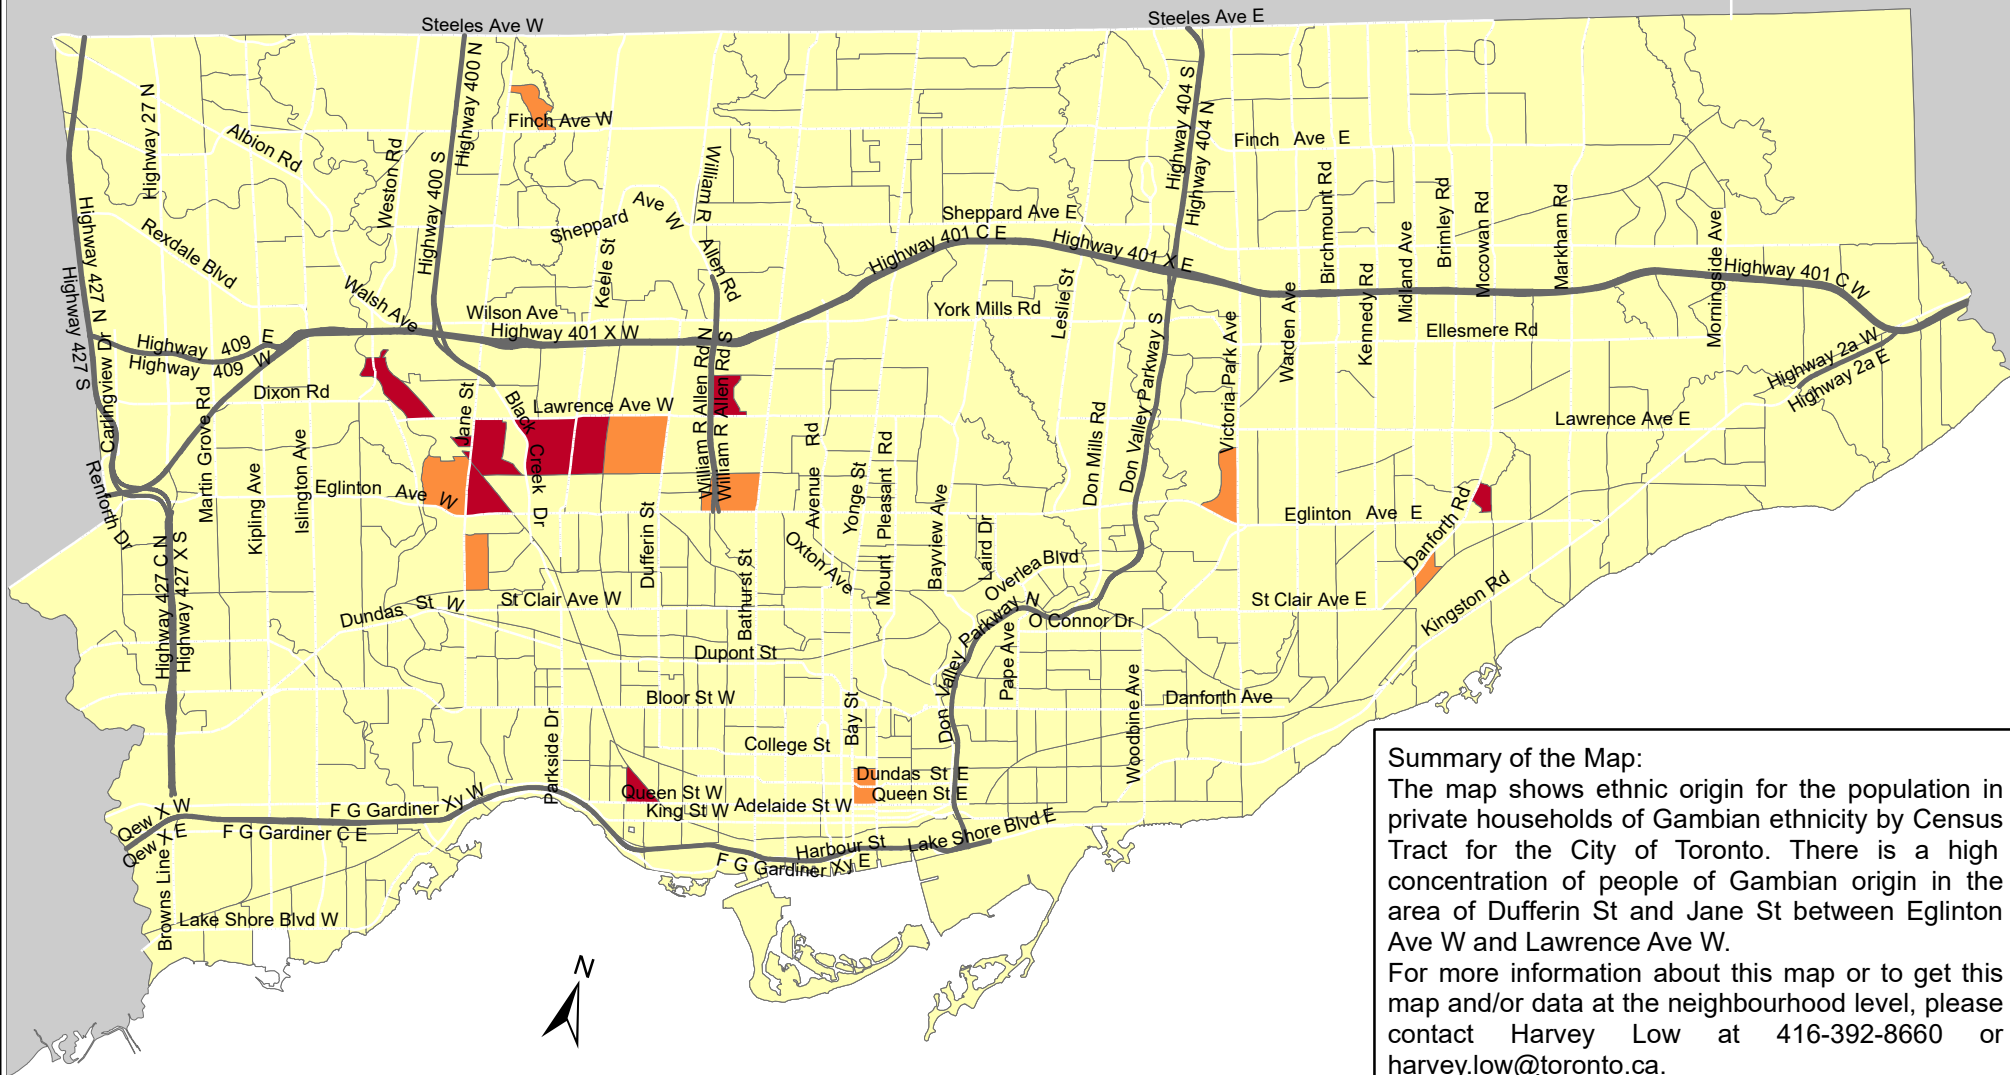 Steeles Ave W
Steeles Ave E
Highway 400 N
Highway 404 S
Highway 404 N
Highway 27 N
Albion Rd
Weston Rd
Highway 400 S
Finch Ave W
William R Allen Rd
Finch Ave E
Birchmount Rd
Brimley Rd
Mccowan Rd
Markham Rd
Morningside Ave
Midland Ave
Kennedy Rd
Warden Ave
Sheppard Ave W
Sheppard Ave E
Highway 427 N
Highway 427 S
Rexdale Blvd
Keele St
Highway 401 C E
Highway 401 X E
Highway 401 C W
Walsh Ave
Wilson Ave
Highway 401 X W
York Mills Rd
Leslie St
Ellesmere Rd
Highway 409 E
Highway 409 W
Highway 2a W
Highway 2a E
Carlingview Dr
Dixon Rd
Martin Grove Rd
Jane St
Black Creek Dr
Lawrence Ave W
William R Allen Rd N
William R Allen Rd S
Victoria Park Ave
Don Valley Parkway S
Don Mills Rd
Lawrence Ave E
Renforth Dr
Kipling Ave
Islington Ave
Eglinton Ave W
Dufferin St
Avenue Rd
Yonge St
Mount Pleasant Rd
Bayview Ave
Laird Dr
Eglinton Ave E
Danforth Rd
Highway 427 C N
Highway 427 X S
Bathurst St
Oxton Ave
Overlea Blvd
Dundas St W
St Clair Ave W
St Clair Ave E
Kingston Rd
Don Valley Parkway N
O Connor Dr
Pape Ave
Dupont St
Bloor St W
Danforth Ave
Woodbine Ave
Parkside Dr
Bay St
College St
Dundas St E
Queen St W
Queen St E
King St W
Adelaide St W
Qew X W
Qew X E
F G Gardiner Xy W
F G Gardiner C E
Harbour St
Lake Shore Blvd E
F G Gardiner Xy E
Browns Line
Lake Shore Blvd W
N
Summary of the Map:
The map shows ethnic origin for the population in
private households of Gambian ethnicity by Census
Tract for the City of Toronto. There is a high
concentration of people of Gambian origin in the
area of Dufferin St and Jane St between Eglinton
Ave W and Lawrence Ave W.
For more information about this map or to get this
map and/or data at the neighbourhood level, please
contact Harvey Low at 416-392-8660 or
harvey.low@toronto.ca.